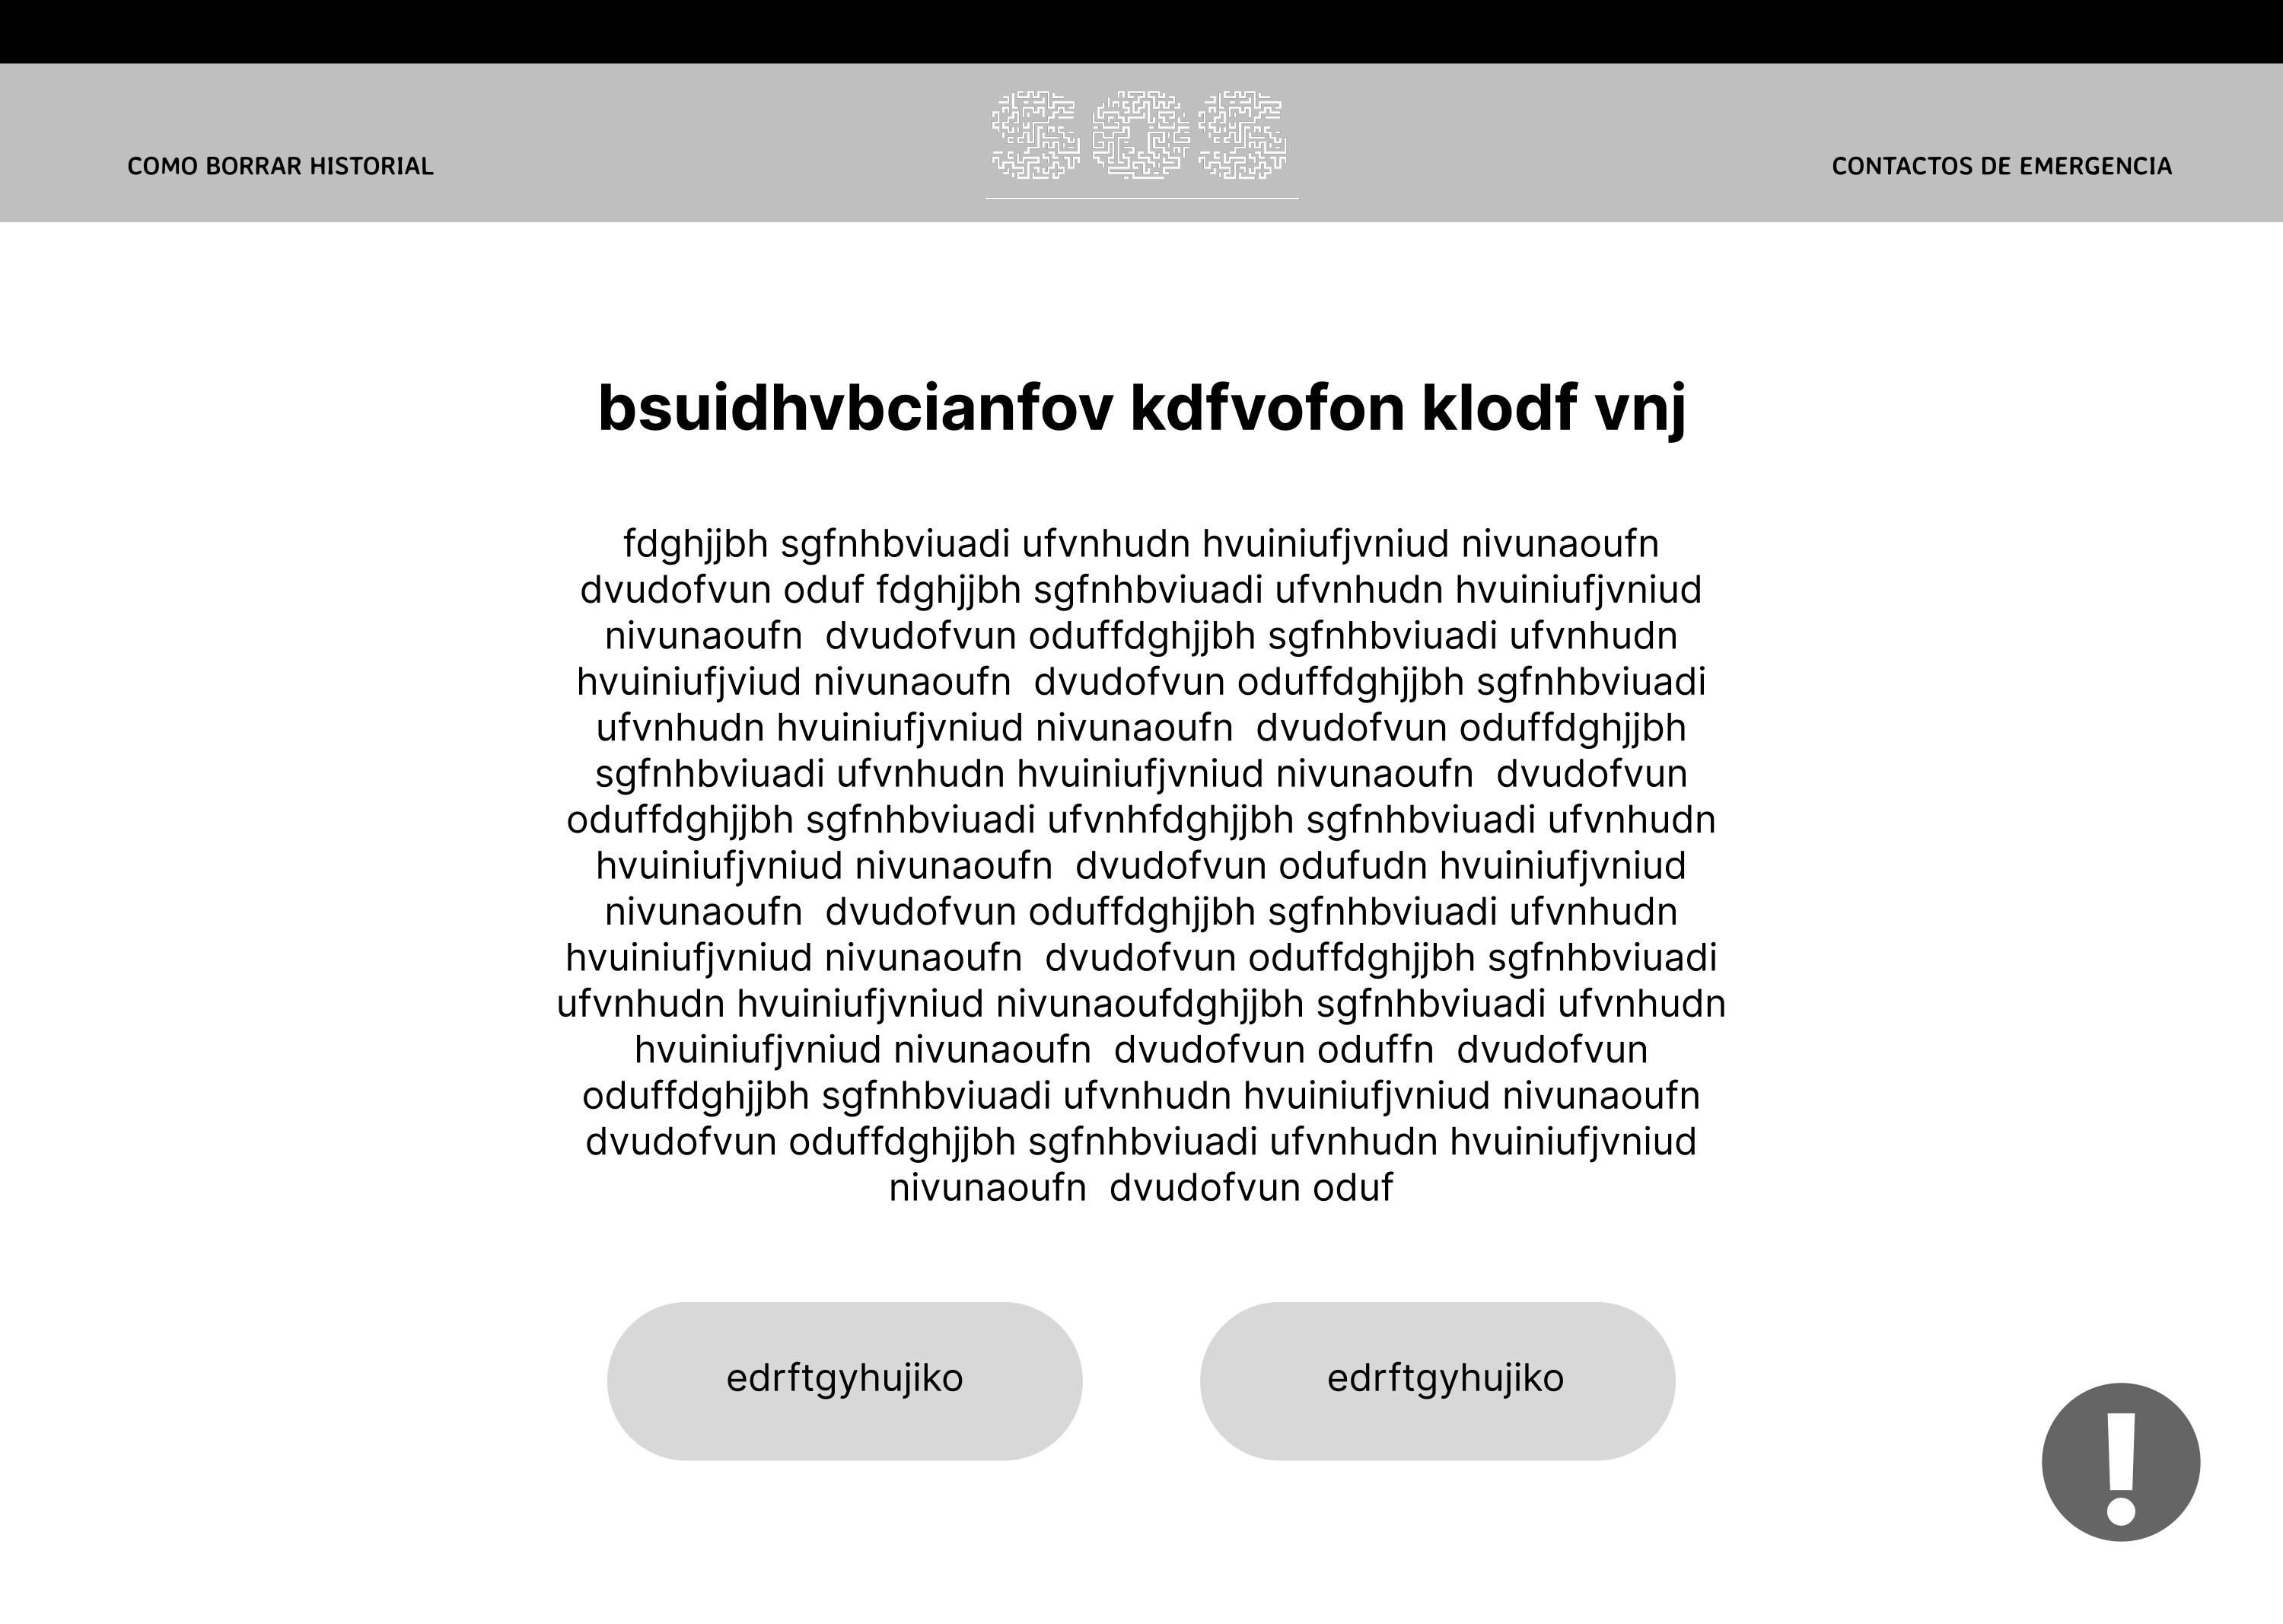 COMO BORRAR HISTORIAL
SOS
CONTACTOS DE EMERGENCIA
bsuidhvbcianfov kdfvofon klodf vnj
fdghjjbh sgfnhbviuadi ufvnhudn hvuiniufjvniud nivunaoufn
dvudofvun oduf fdghjjbh sgfnhbviuadi ufvnhudn hvuiniufjvniud
nivunaoufn  dvudofvun oduffdghjjbh sgfnhbviuadi ufvnhudn
hvuiniufjviud nivunaoufn  dvudofvun oduffdghjjbh sgfnhbviuadi
ufvnhudn hvuiniufjvniud nivunaoufn  dvudofvun oduffdghjjbh
sgfnhbviuadi ufvnhudn hvuiniufjvniud nivunaoufn  dvudofvun
oduffdghjjbh sgfnhbviuadi ufvnhfdghjjbh sgfnhbviuadi ufvnhudn
hvuiniufjvniud nivunaoufn  dvudofvun odufudn hvuiniufjvniud
nivunaoufn  dvudofvun oduffdghjjbh sgfnhbviuadi ufvnhudn
hvuiniufjvniud nivunaoufn  dvudofvun oduffdghjjbh sgfnhbviuadi
ufvnhudn hvuiniufjvniud nivunaoufdghjjbh sgfnhbviuadi ufvnhudn
hvuiniufjvniud nivunaoufn  dvudofvun oduffn  dvudofvun
oduffdghjjbh sgfnhbviuadi ufvnhudn hvuiniufjvniud nivunaoufn
dvudofvun oduffdghjjbh sgfnhbviuadi ufvnhudn hvuiniufjvniud
nivunaoufn  dvudofvun oduf
edrftgyhujiko
edrftgyhujiko
!